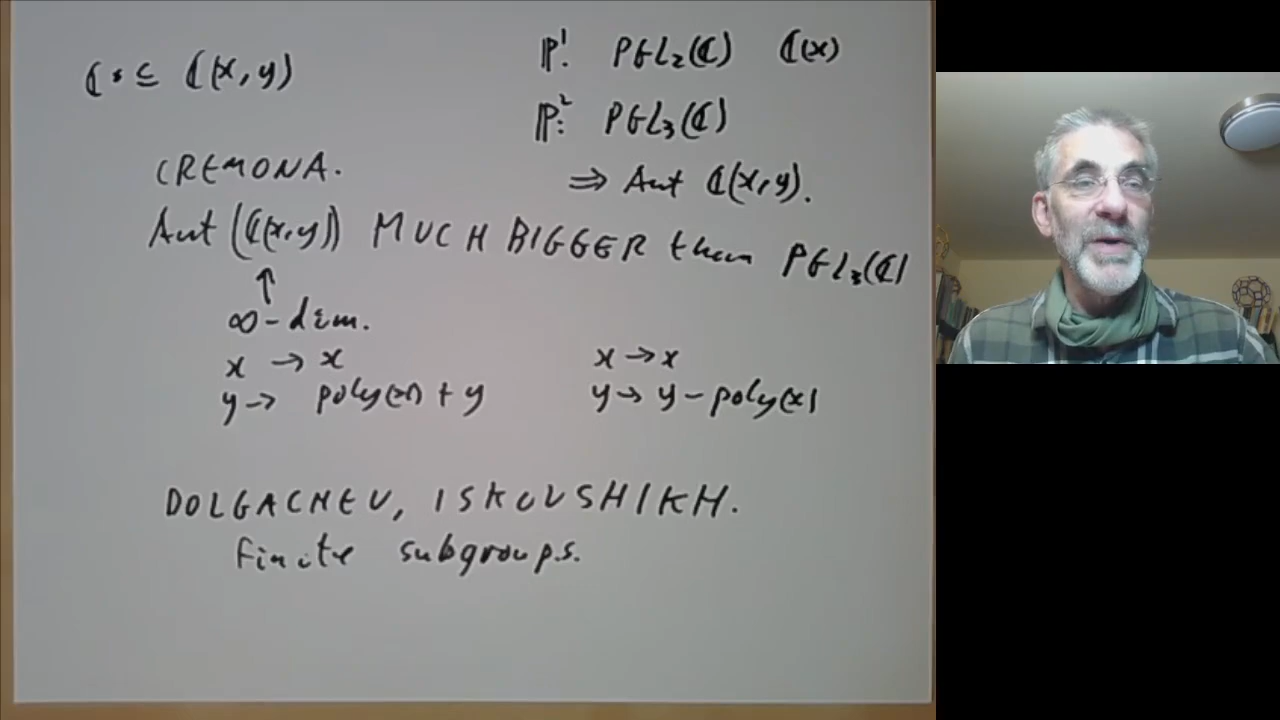 ℂ · ⊆ ℂ(x, y)
ℙ¹. PGL₂(ℂ) ℂ(x)
ℙ²: PGL₃(ℂ)
⇒ Aut ℂ(x,y).
CREMONA.
Aut (ℂ(x,y)) MUCH BIGGER than PGL₃(ℂ)
↑
∞-dim.
x → x
y → poly(x) + y
x → x
y → y - poly(x)
DOLGACHEV, ISKOVSHIKH.
Finite subgroups.